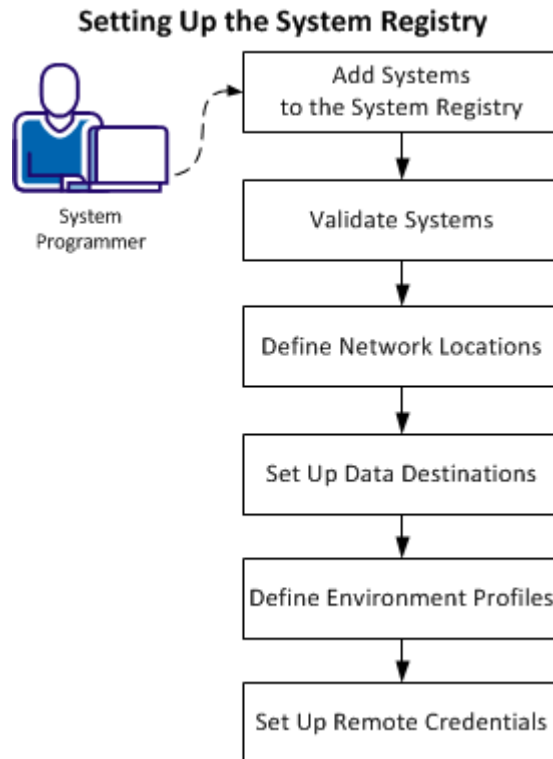 Setting Up the System Registry
Add Systems
to the System Registry
System
Programmer
Validate Systems
Define Network Locations
Set Up Data Destinations
Define Environment Profiles
Set Up Remote Credentials